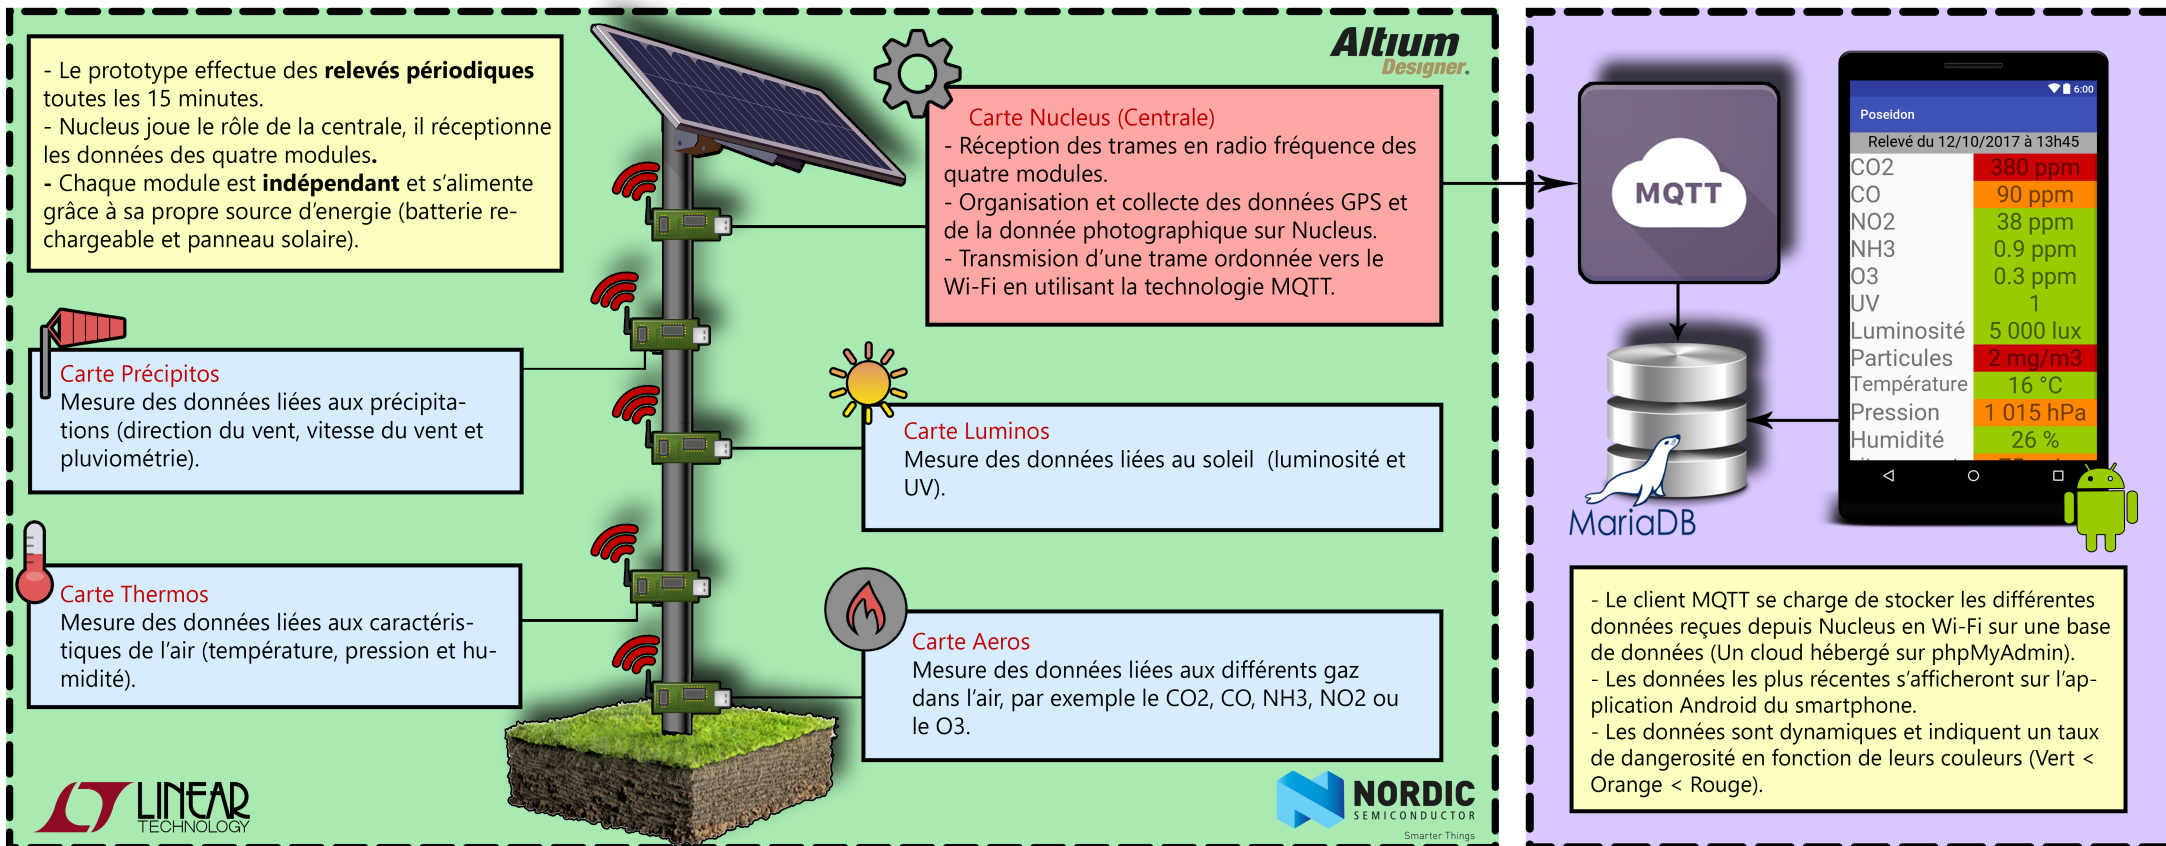 - Le prototype effectue des relevés périodiques
toutes les 15 minutes.
- Nucleus joue le rôle de la centrale, il réceptionne
les données des quatre modules.
- Chaque module est indépendant et s'alimente
grâce à sa propre source d'energie (batterie re-
chargeable et panneau solaire).
Altium
Designer.
Carte Nucleus (Centrale)
- Réception des trames en radio fréquence des
quatre modules.
- Organisation et collecte des données GPS et
de la donnée photographique sur Nucleus.
- Transmision d'une trame ordonnée vers le
Wi-Fi en utilisant la technologie MQTT.
Carte Précipitos
Mesure des données liées aux précipita-
tions (direction du vent, vitesse du vent et
pluviométrie).
Carte Luminos
Mesure des données liées au soleil (luminosité et
UV).
Carte Thermos
Mesure des données liées aux caractéris-
tiques de l'air (température, pression et hu-
midité).
Carte Aeros
Mesure des données liées aux différents gaz
dans l'air, par exemple le CO2, CO, NH3, NO2 ou
le O3.
LINEAR
TECHNOLOGY
NORDIC
SEMICONDUCTOR
Smarter Things
MQTT
MariaDB
6:00
Poseidon
Relevé du 12/10/2017 à 13h45
CO2 380 ppm
CO 90 ppm
NO2 38 ppm
NH3 0.9 ppm
O3 0.3 ppm
UV 1
Luminosité 5 000 lux
Particules 2 mg/m3
Température 16 °C
Pression 1 015 hPa
Humidité 26 %
- Le client MQTT se charge de stocker les différentes
données reçues depuis Nucleus en Wi-Fi sur une base
de données (Un cloud hébergé sur phpMyAdmin).
- Les données les plus récentes s'afficheront sur l'ap-
plication Android du smartphone.
- Les données sont dynamiques et indiquent un taux
de dangerosité en fonction de leurs couleurs (Vert <
Orange < Rouge).